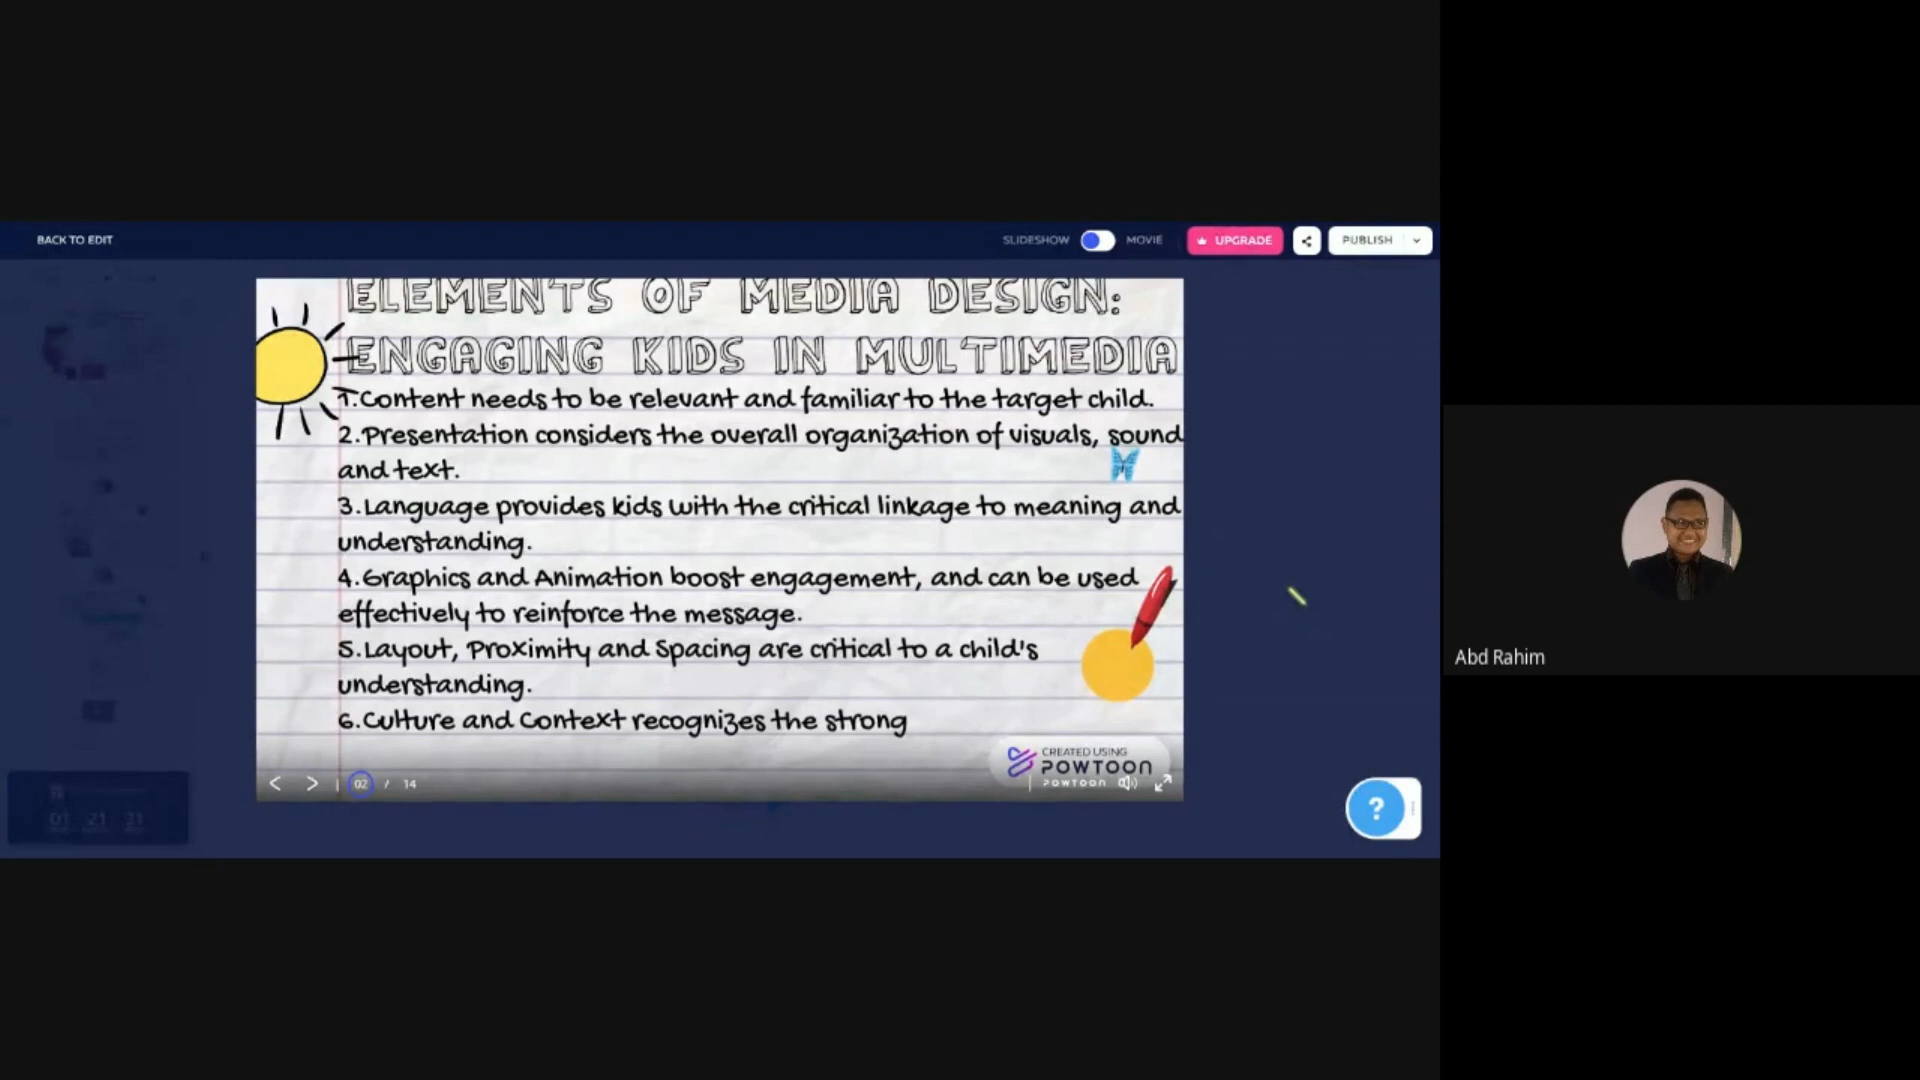 BACK TO EDIT
SLIDESHOW
MOVIE
UPGRADE
PUBLISH
ELEMENTS OF MEDIA DESIGN:
ENGAGING KIDS IN MULTIMEDIA
1.Content needs to be relevant and familiar to the target child.
2.Presentation considers the overall organization of visuals, sound
and text.
3.Language provides kids with the critical linkage to meaning and
understanding.
4.Graphics and Animation boost engagement, and can be used
effectively to reinforce the message.
5.Layout, Proximity and Spacing are critical to a child's
understanding.
6.Culture and Context recognizes the strong
CREATED USING
POWTOON
POWTOON
02 / 14
01 21 31
?
Abd Rahim